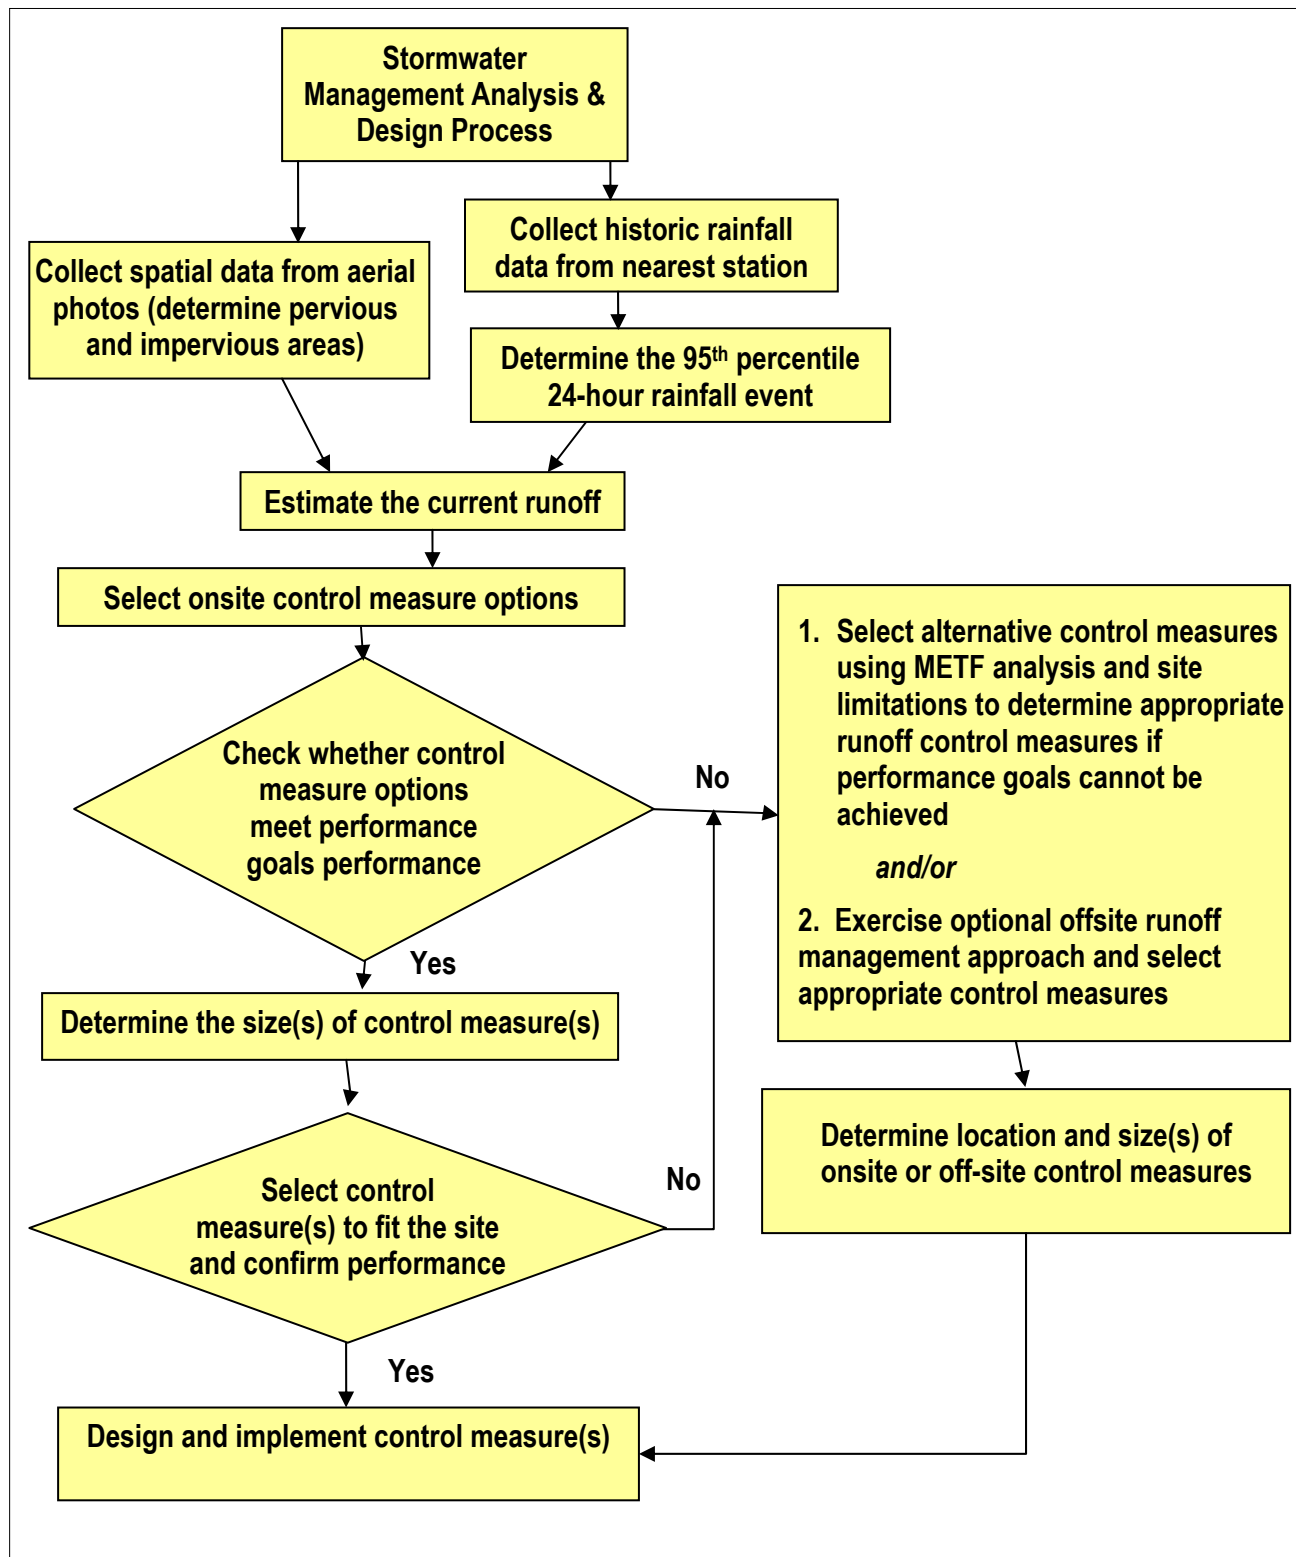 Stormwater
Management Analysis &
Design Process
Collect historic rainfall
data from nearest station
Collect spatial data from aerial
photos (determine pervious
and impervious areas)
Determine the 95th percentile
24-hour rainfall event
Estimate the current runoff
Select onsite control measure options
Check whether control
measure options
meet performance
goals performance
No
1. Select alternative control measures
using METF analysis and site
limitations to determine appropriate
runoff control measures if
performance goals cannot be
achieved
and/or
2. Exercise optional offsite runoff
management approach and select
appropriate control measures
Yes
Determine the size(s) of control measure(s)
Determine location and size(s) of
onsite or off-site control measures
Select control
measure(s) to fit the site
and confirm performance
No
Yes
Design and implement control measure(s)